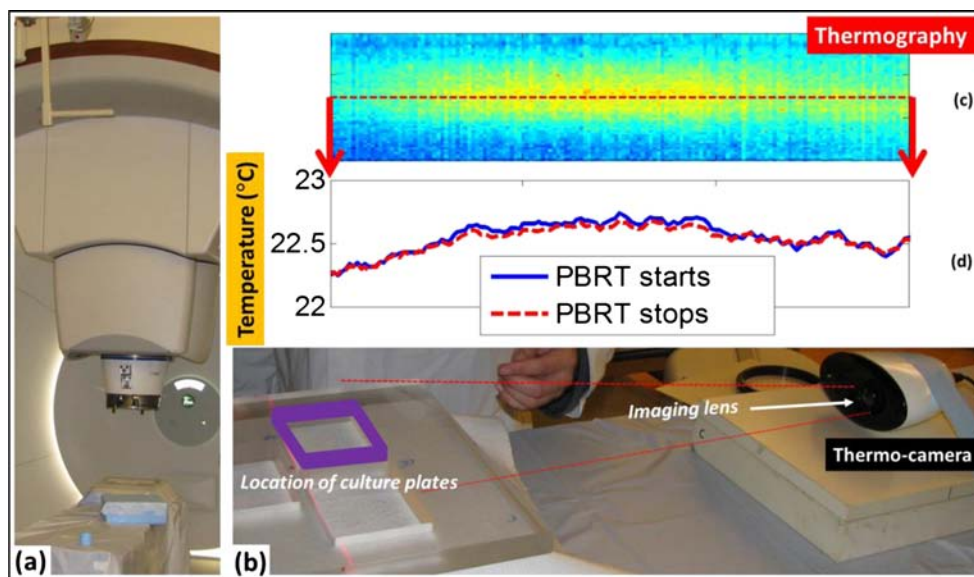 Thermography
(c)
Temperature (°C)
23
22.5
22
PBRT starts
PBRT stops
(d)
Imaging lens
Thermo-camera
Location of culture plates
(a)
(b)